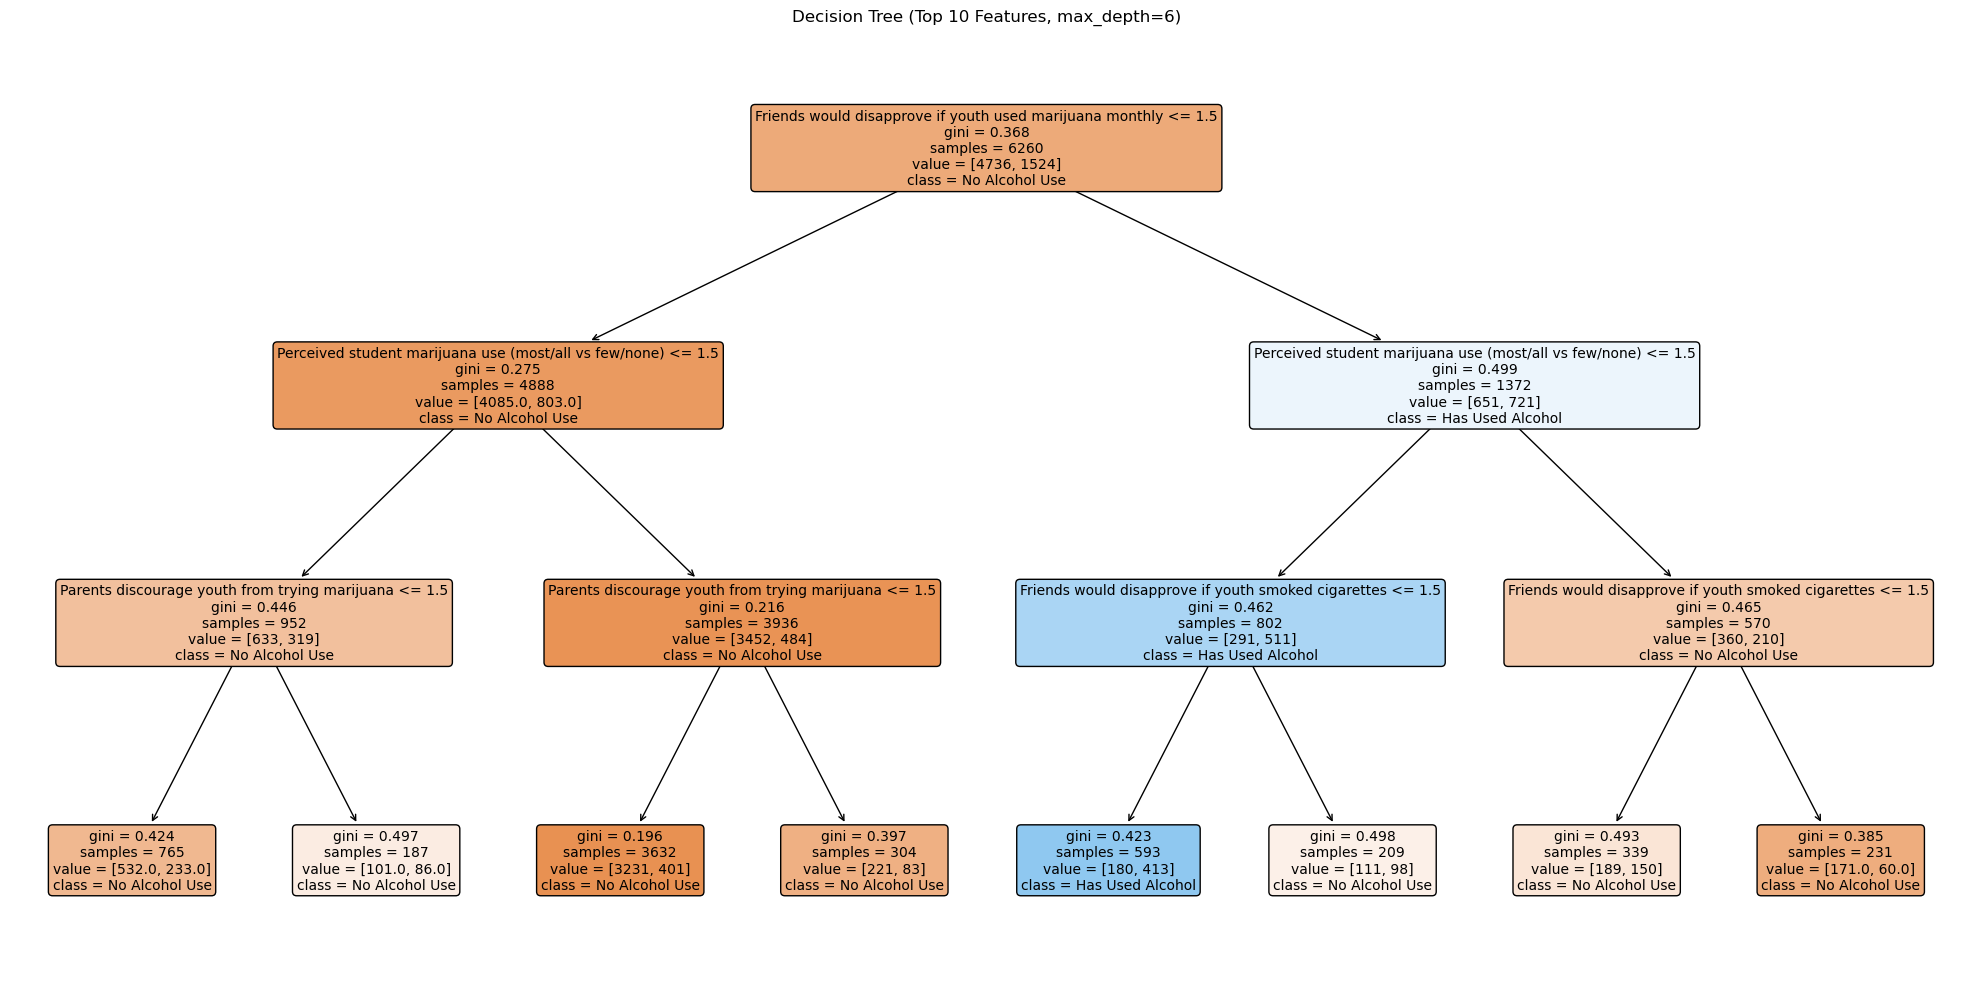 Decision Tree (Top 10 Features, max_depth=6)
Friends would disapprove if youth used marijuana monthly <= 1.5
gini = 0.368
samples = 6260
value = [4736, 1524]
class = No Alcohol Use
Perceived student marijuana use (most/all vs few/none) <= 1.5
gini = 0.275
samples = 4888
value = [4085.0, 803.0]
class = No Alcohol Use
Perceived student marijuana use (most/all vs few/none) <= 1.5
gini = 0.499
samples = 1372
value = [651, 721]
class = Has Used Alcohol
Parents discourage youth from trying marijuana <= 1.5
gini = 0.446
samples = 952
value = [633, 319]
class = No Alcohol Use
Parents discourage youth from trying marijuana <= 1.5
gini = 0.216
samples = 3936
value = [3452, 484]
class = No Alcohol Use
Friends would disapprove if youth smoked cigarettes <= 1.5
gini = 0.462
samples = 802
value = [291, 511]
class = Has Used Alcohol
Friends would disapprove if youth smoked cigarettes <= 1.5
gini = 0.465
samples = 570
value = [360, 210]
class = No Alcohol Use
gini = 0.424
samples = 765
value = [532.0, 233.0]
class = No Alcohol Use
gini = 0.497
samples = 187
value = [101.0, 86.0]
class = No Alcohol Use
gini = 0.196
samples = 3632
value = [3231, 401]
class = No Alcohol Use
gini = 0.397
samples = 304
value = [221, 83]
class = No Alcohol Use
gini = 0.423
samples = 593
value = [180, 413]
class = Has Used Alcohol
gini = 0.498
samples = 209
value = [111, 98]
class = No Alcohol Use
gini = 0.493
samples = 339
value = [189, 150]
class = No Alcohol Use
gini = 0.385
samples = 231
value = [171.0, 60.0]
class = No Alcohol Use